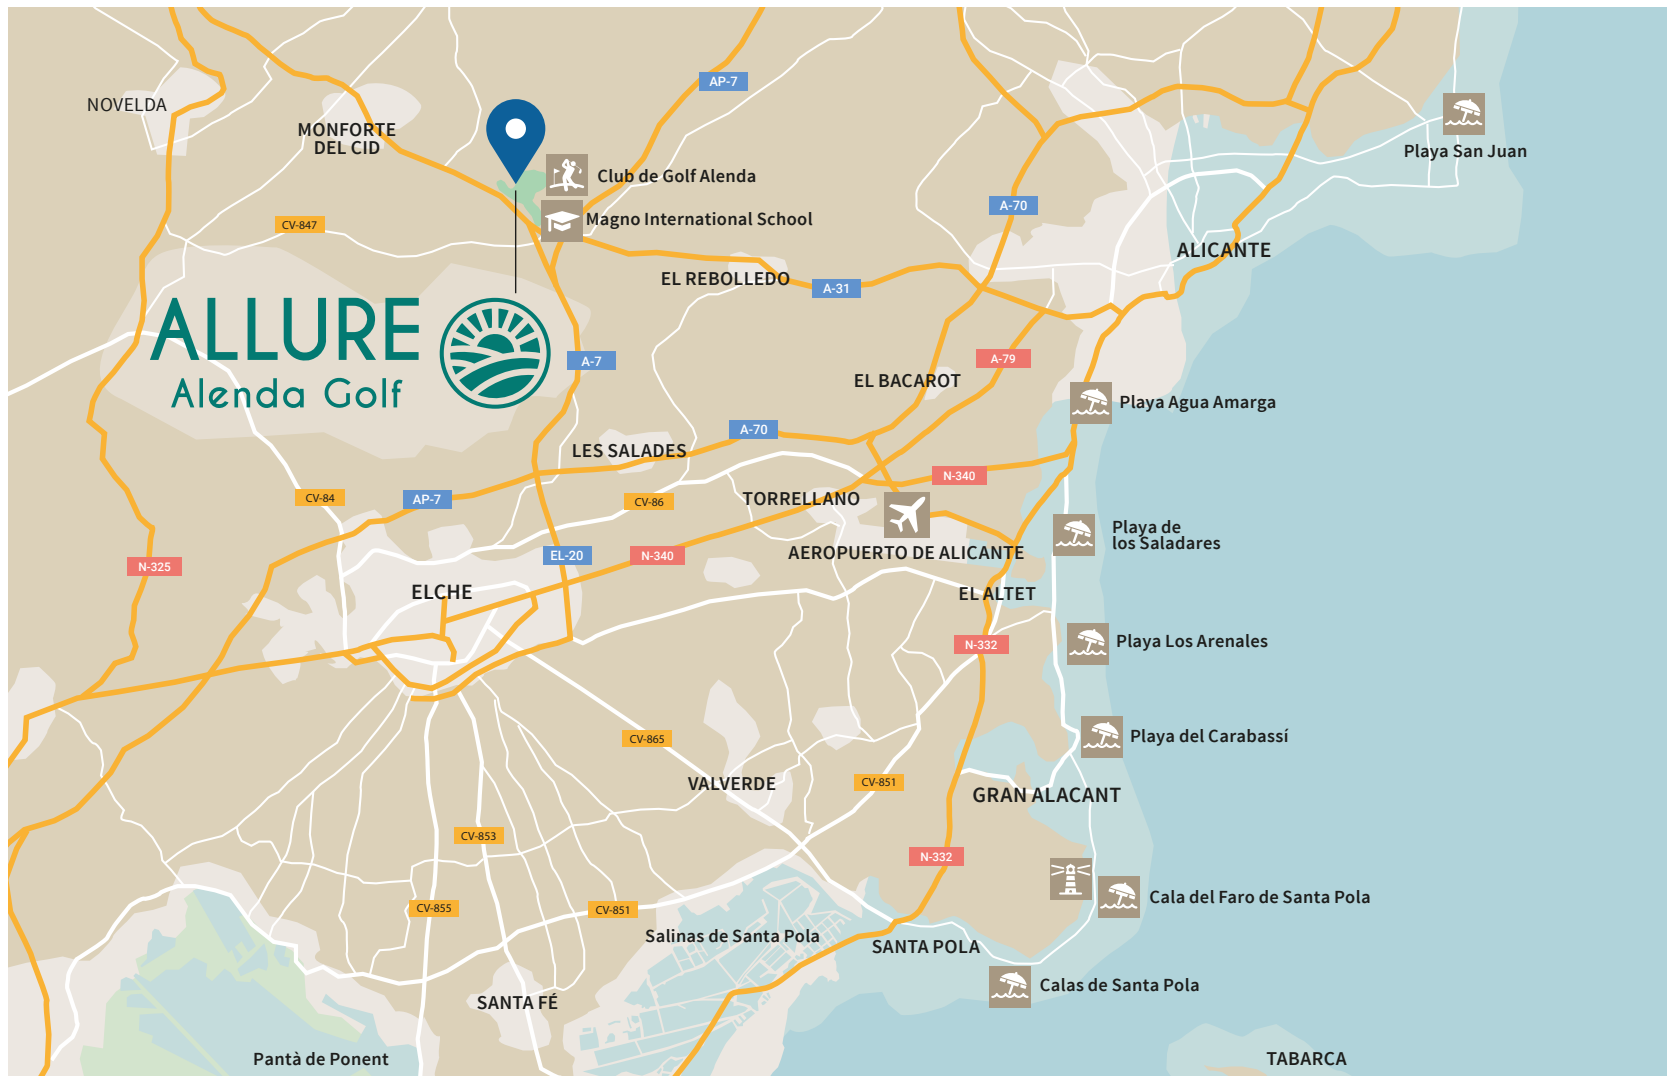 NOVELDA
MONFORTE
DEL CID
AP-7
Playa San Juan
Club de Golf Alenda
Magno International School
CV-847
A-70
ALICANTE
EL REBOLLEDO
A-31
ALLURE
Alenda Golf
A-7
A-79
EL BACAROT
Playa Agua Amarga
A-70
LES SALADES
N-340
CV-84
AP-7
CV-86
TORRELLANO
Playa de
los Saladares
AEROPUERTO DE ALICANTE
N-325
EL-20
N-340
ELCHE
EL ALTET
N-332
Playa Los Arenales
CV-865
Playa del Carabassí
VALVERDE
CV-851
GRAN ALACANT
CV-853
N-332
Cala del Faro de Santa Pola
CV-855
CV-851
Salinas de Santa Pola
SANTA POLA
Calas de Santa Pola
SANTA FÉ
Pantà de Ponent
TABARCA